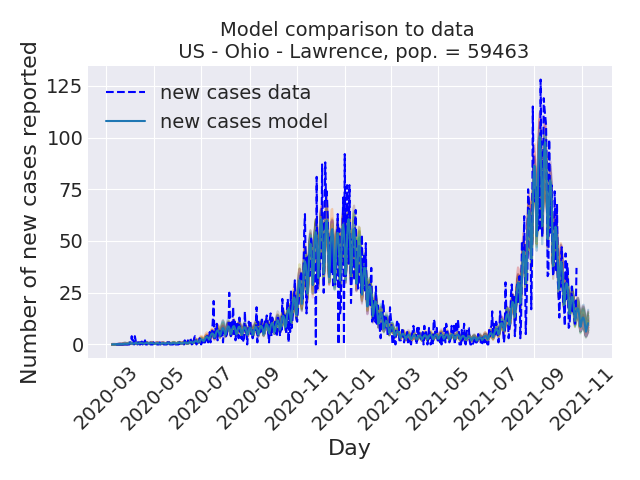 Model comparison to data
US - Ohio - Lawrence, pop. = 59463
Number of new cases reported
125
100
75
50
25
0
new cases data
new cases model
2020-03
2020-05
2020-07
2020-09
2020-11
2021-01
2021-03
2021-05
2021-07
2021-09
2021-11
Day